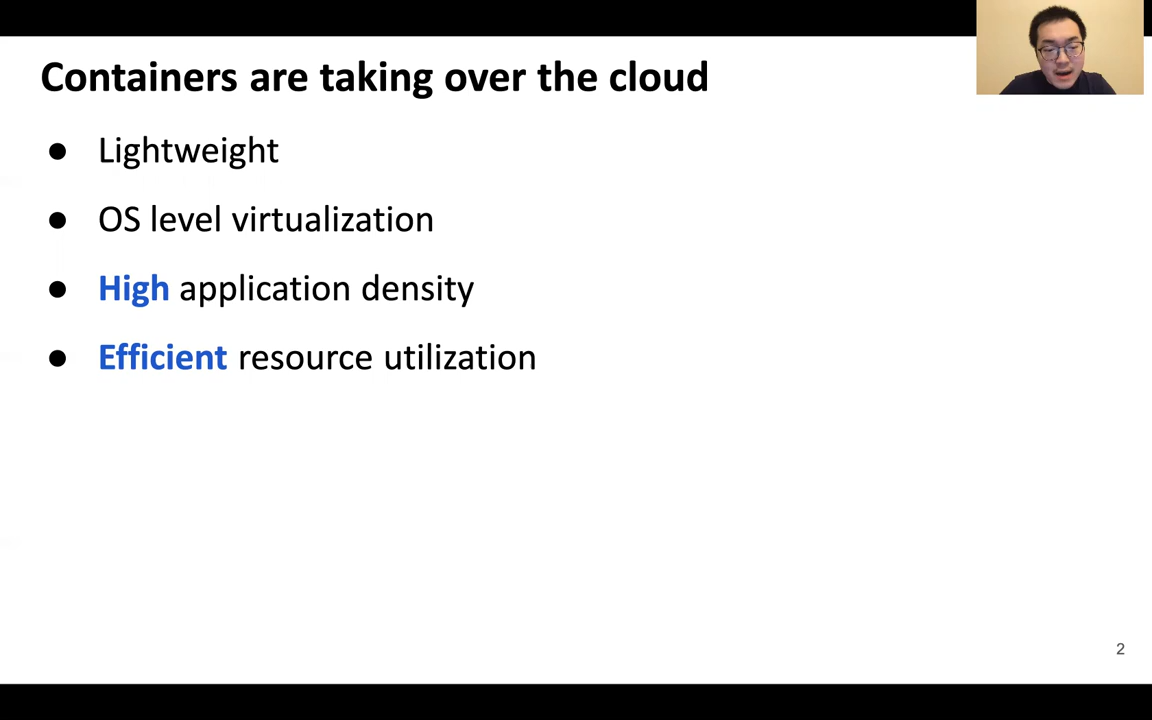 Containers are taking over the cloud
● Lightweight
● OS level virtualization
● High application density
● Efficient resource utilization
2